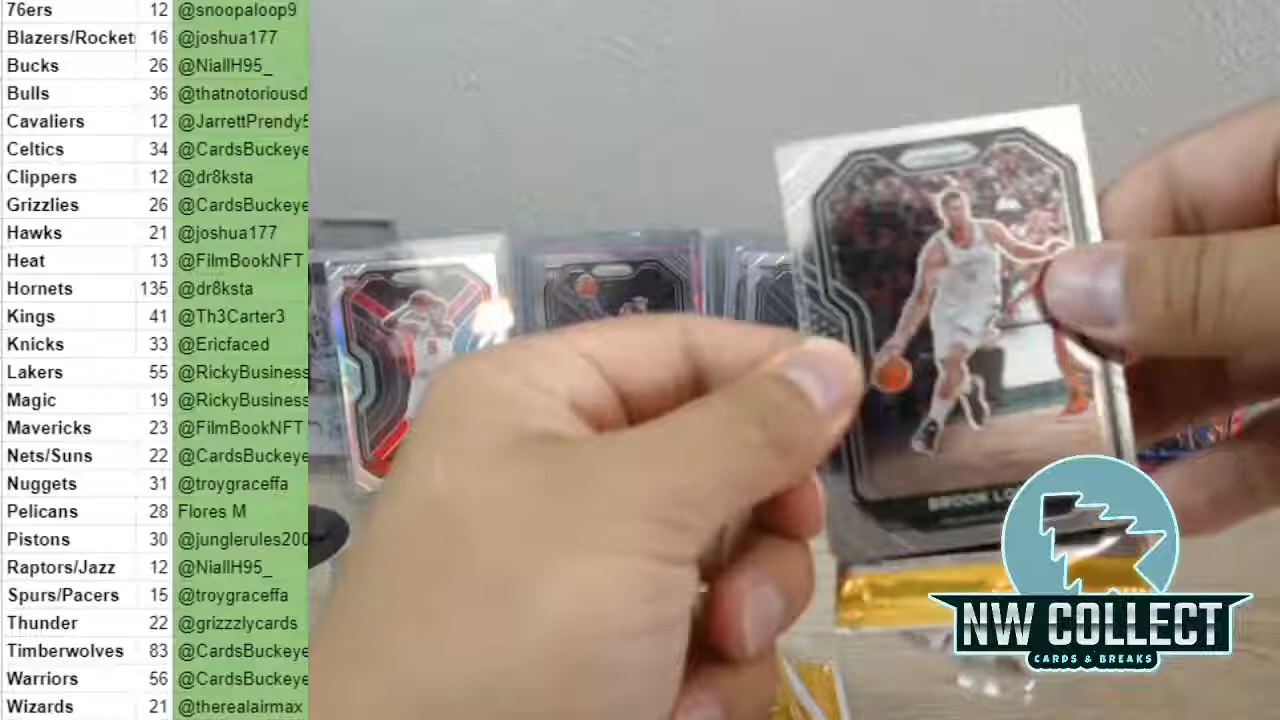 76ers 12 @snoopaloop9
Blazers/Rocket 16 @joshua177
Bucks 26 @NiallH95_
Bulls 36 @thatnotoriousd
Cavaliers 12 @JarrettPrendy5
Celtics 34 @CardsBuckeye
Clippers 12 @dr8ksta
Grizzlies 26 @CardsBuckeye
Hawks 21 @joshua177
Heat 13 @FilmBookNFT
Hornets 135 @dr8ksta
Kings 41 @Th3Carter3
Knicks 33 @Ericfaced
Lakers 55 @RickyBusiness
Magic 19 @RickyBusiness
Mavericks 23 @FilmBookNFT
Nets/Suns 22 @CardsBuckeye
Nuggets 31 @troygraceffa
Pelicans 28 Flores M
Pistons 30 @junglerules200
Raptors/Jazz 12 @NiallH95_
Spurs/Pacers 15 @troygraceffa
Thunder 22 @grizzzlycards
Timberwolves 83 @CardsBuckeye
Warriors 56 @CardsBuckeye
Wizards 21 @therealairmax
BROOK LO
NW COLLECT
CARDS & BREAKS